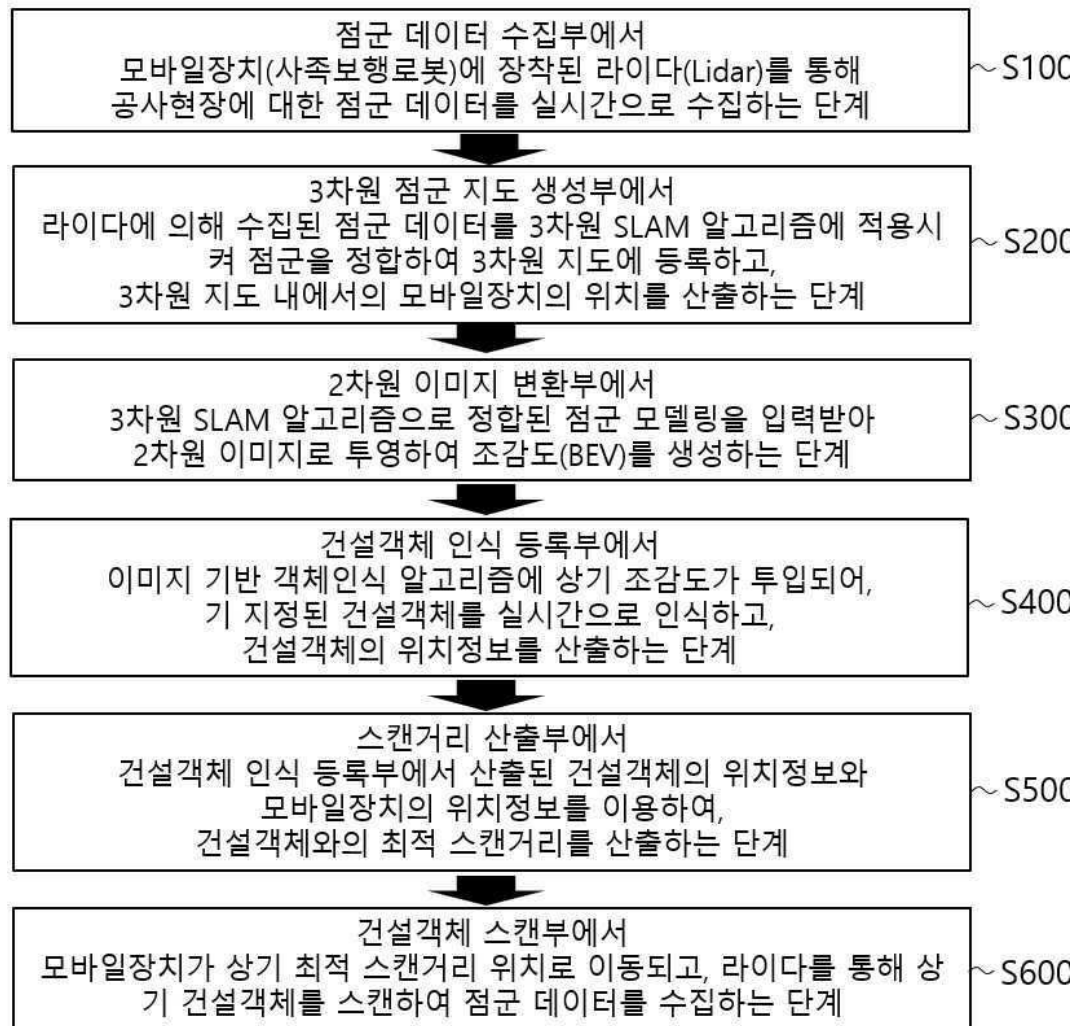 점군 데이터 수집부에서
모바일장치(사족보행로봇)에 장착된 라이다(Lidar)를 통해
공사현장에 대한 점군 데이터를 실시간으로 수집하는 단계
~S100
3차원 점군 지도 생성부에서
라이다에 의해 수집된 점군 데이터를 3차원 SLAM 알고리즘에 적용시
켜 점군을 정합하여 3차원 지도에 등록하고,
3차원 지도 내에서의 모바일장치의 위치를 산출하는 단계
~S200
2차원 이미지 변환부에서
3차원 SLAM 알고리즘으로 정합된 점군 모델링을 입력받아
2차원 이미지로 투영하여 조감도(BEV)를 생성하는 단계
~S300
건설객체 인식 등록부에서
이미지 기반 객체인식 알고리즘에 상기 조감도가 투입되어,
기 지정된 건설객체를 실시간으로 인식하고,
건설객체의 위치정보를 산출하는 단계
~S400
스캔거리 산출부에서
건설객체 인식 등록부에서 산출된 건설객체의 위치정보와
모바일장치의 위치정보를 이용하여,
건설객체와의 최적 스캔거리를 산출하는 단계
~S500
건설객체 스캔부에서
모바일장치가 상기 최적 스캔거리 위치로 이동되고, 라이다를 통해 상
기 건설객체를 스캔하여 점군 데이터를 수집하는 단계
~S600